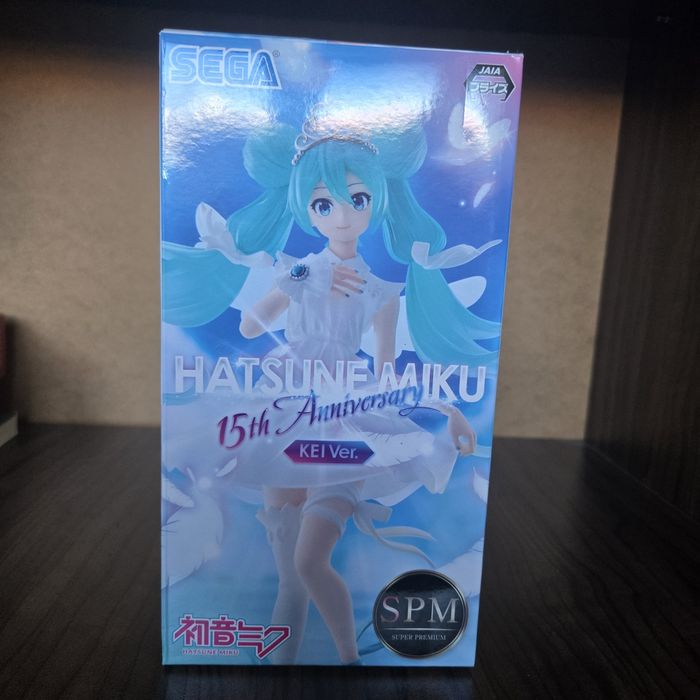 SEGA
JAIA
プライズ
HATSUNE MIKU
15th Anniversary
KEI Ver.
初音ミク
HATSUNE MIKU
SPM
SUPER PREMIUM